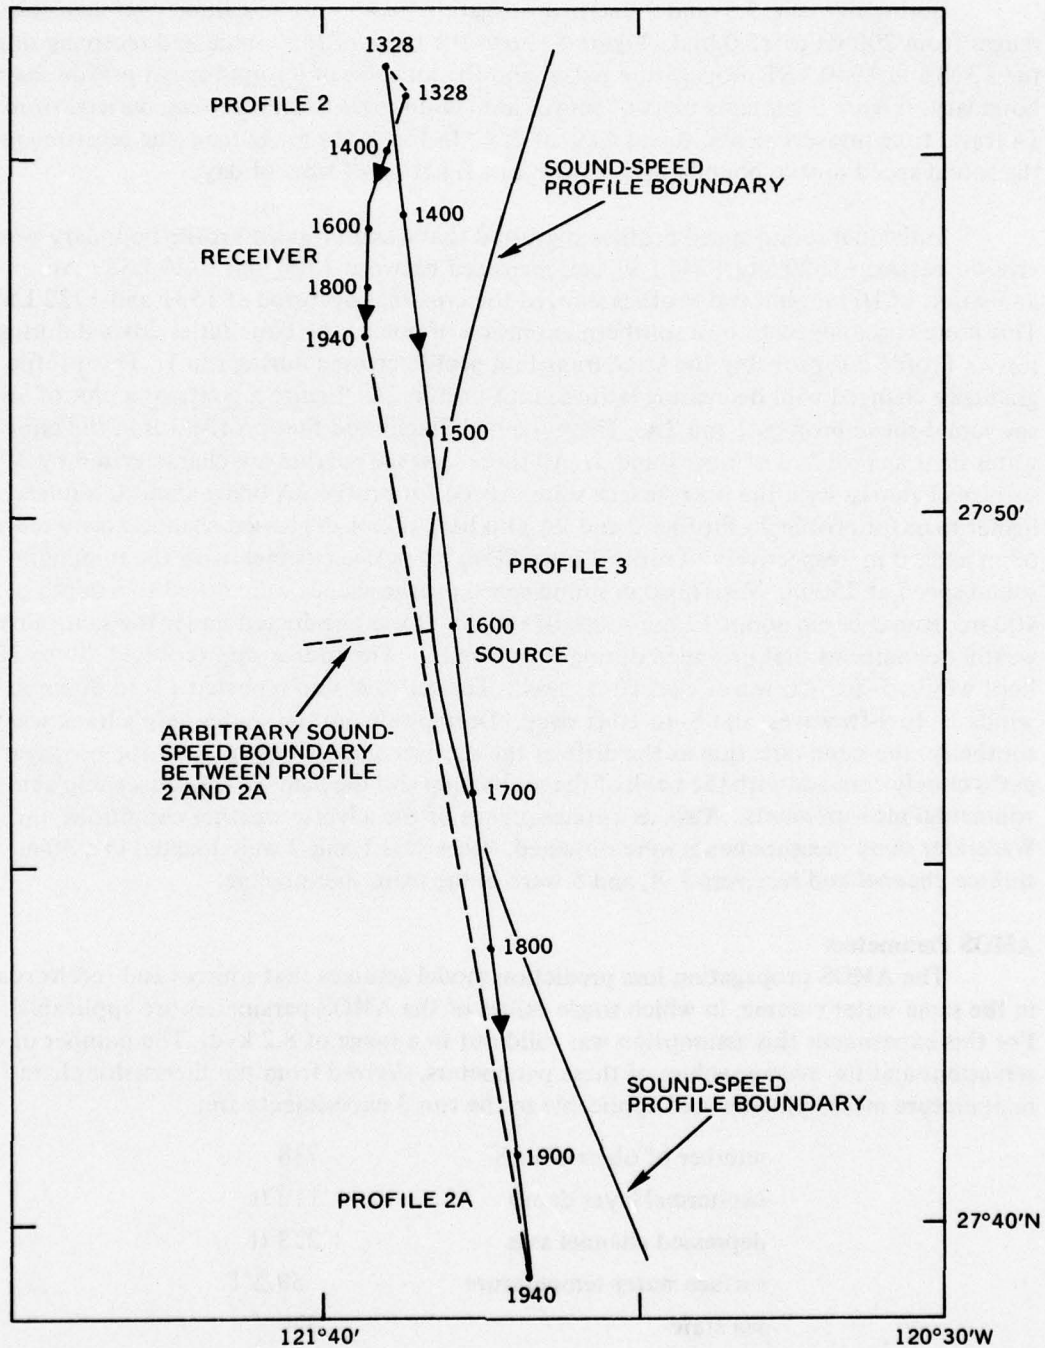 1328
PROFILE 2
1328
1400
SOUND-SPEED
PROFILE BOUNDARY
1400
1600
RECEIVER
1800
1940
1500
27°50'
PROFILE 3
1600
SOURCE
ARBITRARY SOUND-
SPEED BOUNDARY
BETWEEN PROFILE
2 AND 2A
1700
1800
SOUND-SPEED
PROFILE BOUNDARY
1900
PROFILE 2A
27°40'N
1940
121°40'
120°30'W